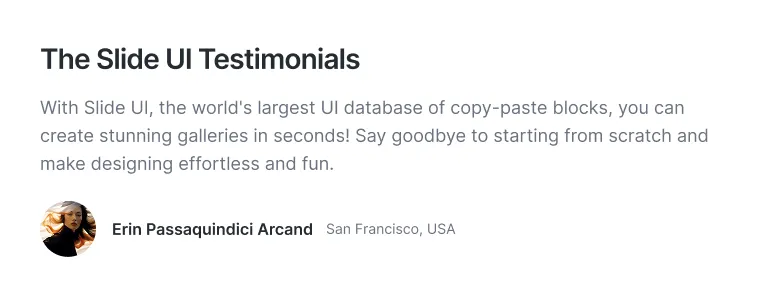 The Slide UI Testimonials
With Slide UI, the world's largest UI database of copy-paste blocks, you can
create stunning galleries in seconds! Say goodbye to starting from scratch and
make designing effortless and fun.
Erin Passaquindici Arcand San Francisco, USA